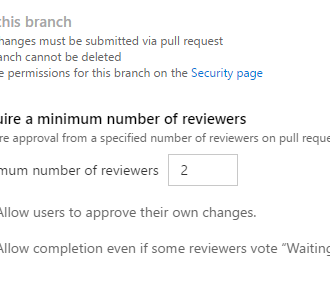 this branch
hanges must be submitted via pull request
anch cannot be deleted
e permissions for this branch on the Security page
uire a minimum number of reviewers
re approval from a specified number of reviewers on pull reque
mum number of reviewers 2
Allow users to approve their own changes.
Allow completion even if some reviewers vote "Waiting